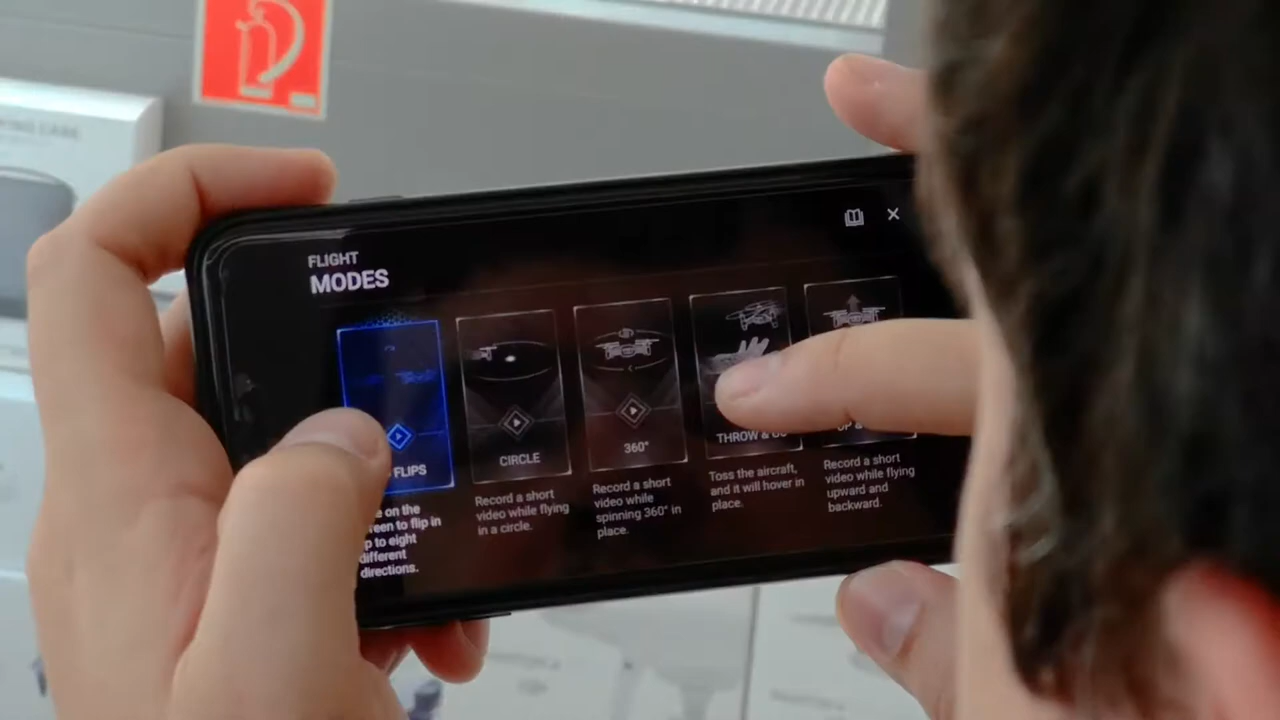 FLIGHT
MODES
FLIPS
on the
to flip in
to eight
different
directions.
CIRCLE
Record a short
video while flying
in a circle.
360°
Record a short
video while
spinning 360° in
place.
THROW &
Toss the aircraft,
and it will hover in
place.
Record a short
video while flying
upward and
backward.
CASE